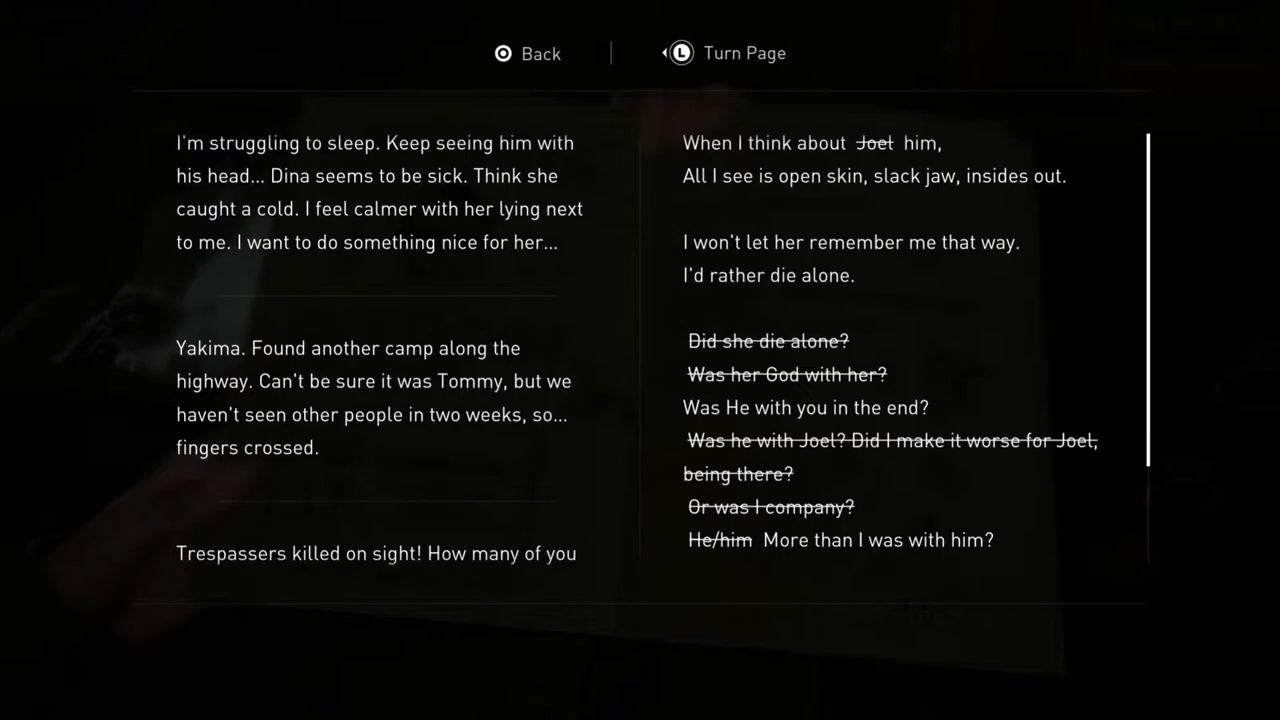 Back
Turn Page
I'm struggling to sleep. Keep seeing him with
his head... Dina seems to be sick. Think she
caught a cold. I feel calmer with her lying next
to me. I want to do something nice for her...
Yakima. Found another camp along the
highway. Can't be sure it was Tommy, but we
haven't seen other people in two weeks, so...
fingers crossed.
Trespassers killed on sight! How many of you
When I think about Joel him,
All I see is open skin, slack jaw, insides out.
I won't let her remember me that way.
I'd rather die alone.
Did she die alone?
Was her God with her?
Was He with you in the end?
Was he with Joel? Did I make it worse for Joel,
being there?
Or was I company?
He/him More than I was with him?